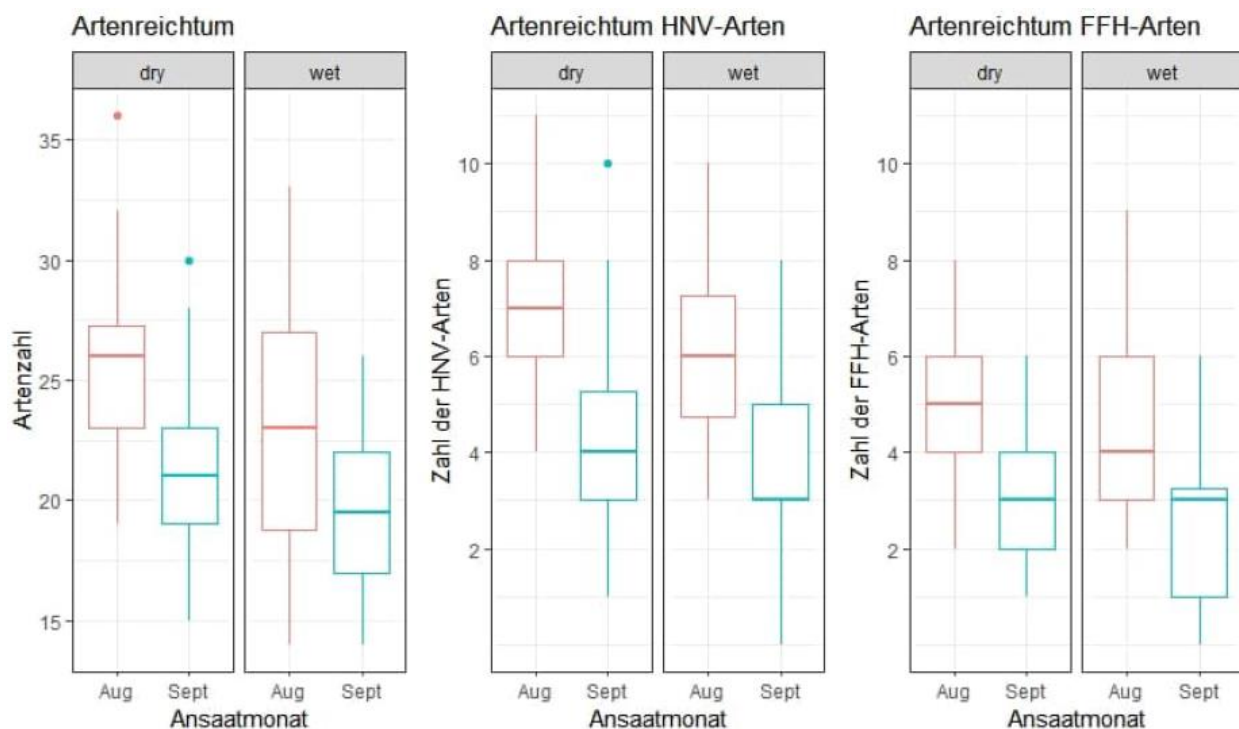 Artenreichtum
dry
wet
Artenzahl
35
30
25
20
15
Aug
Sept
Aug
Sept
Ansaatmonat
Artenreichtum HNV-Arten
dry
wet
Zahl der HNV-Arten
10
8
6
4
2
Aug
Sept
Aug
Sept
Ansaatmonat
Artenreichtum FFH-Arten
dry
wet
Zahl der FFH-Arten
10
8
6
4
2
Aug
Sept
Aug
Sept
Ansaatmonat